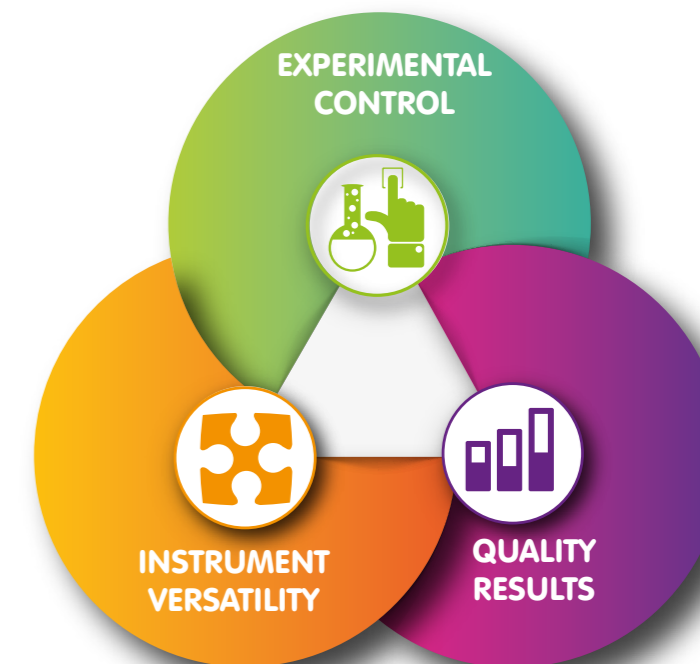 EXPERIMENTAL
CONTROL
INSTRUMENT
VERSATILITY
QUALITY
RESULTS